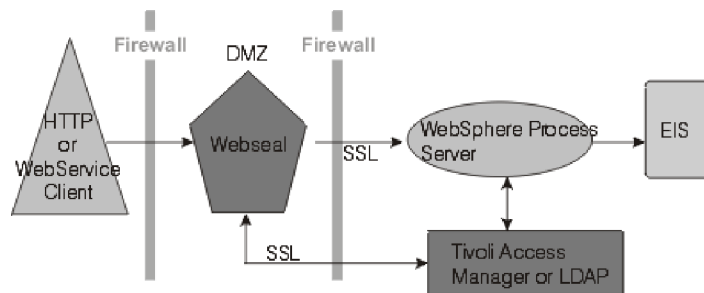 Firewall
DMZ
Firewall
HTTP
or
WebService
Client
Webseal
SSL
WebSphere Process
Server
EIS
SSL
Tivoli Access
Manager or LDAP